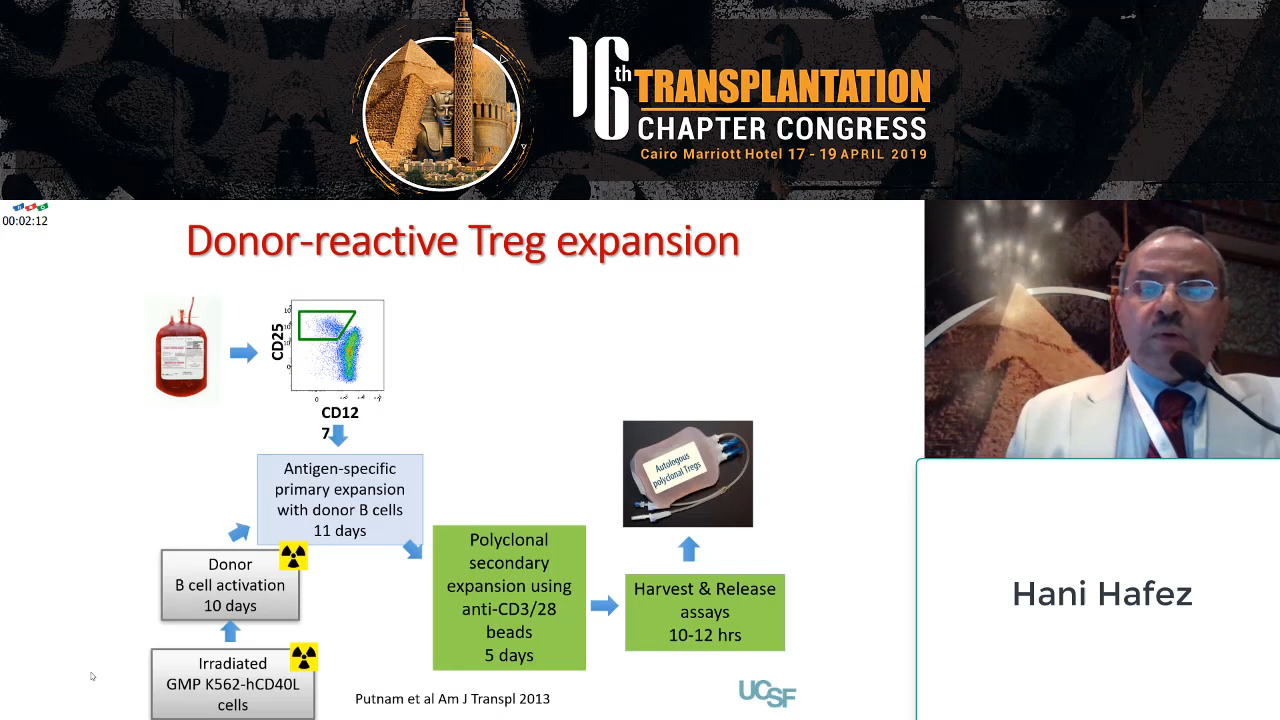 16th TRANSPLANTATION
CHAPTER CONGRESS
Cairo Marriott Hotel 17 - 19 APRIL 2019
00:02:12
Donor-reactive Treg expansion
CD25
0
CD12
7
Antigen-specific
primary expansion
with donor B cells
11 days
Donor
B cell activation
10 days
Irradiated
GMP K562-hCD40L
cells
Polyclonal
secondary
expansion using
anti-CD3/28
beads
5 days
Autologous
polyclonal Tregs
Harvest & Release
assays
10-12 hrs
Putnam et al Am J Transpl 2013
UCSF
Hani Hafez